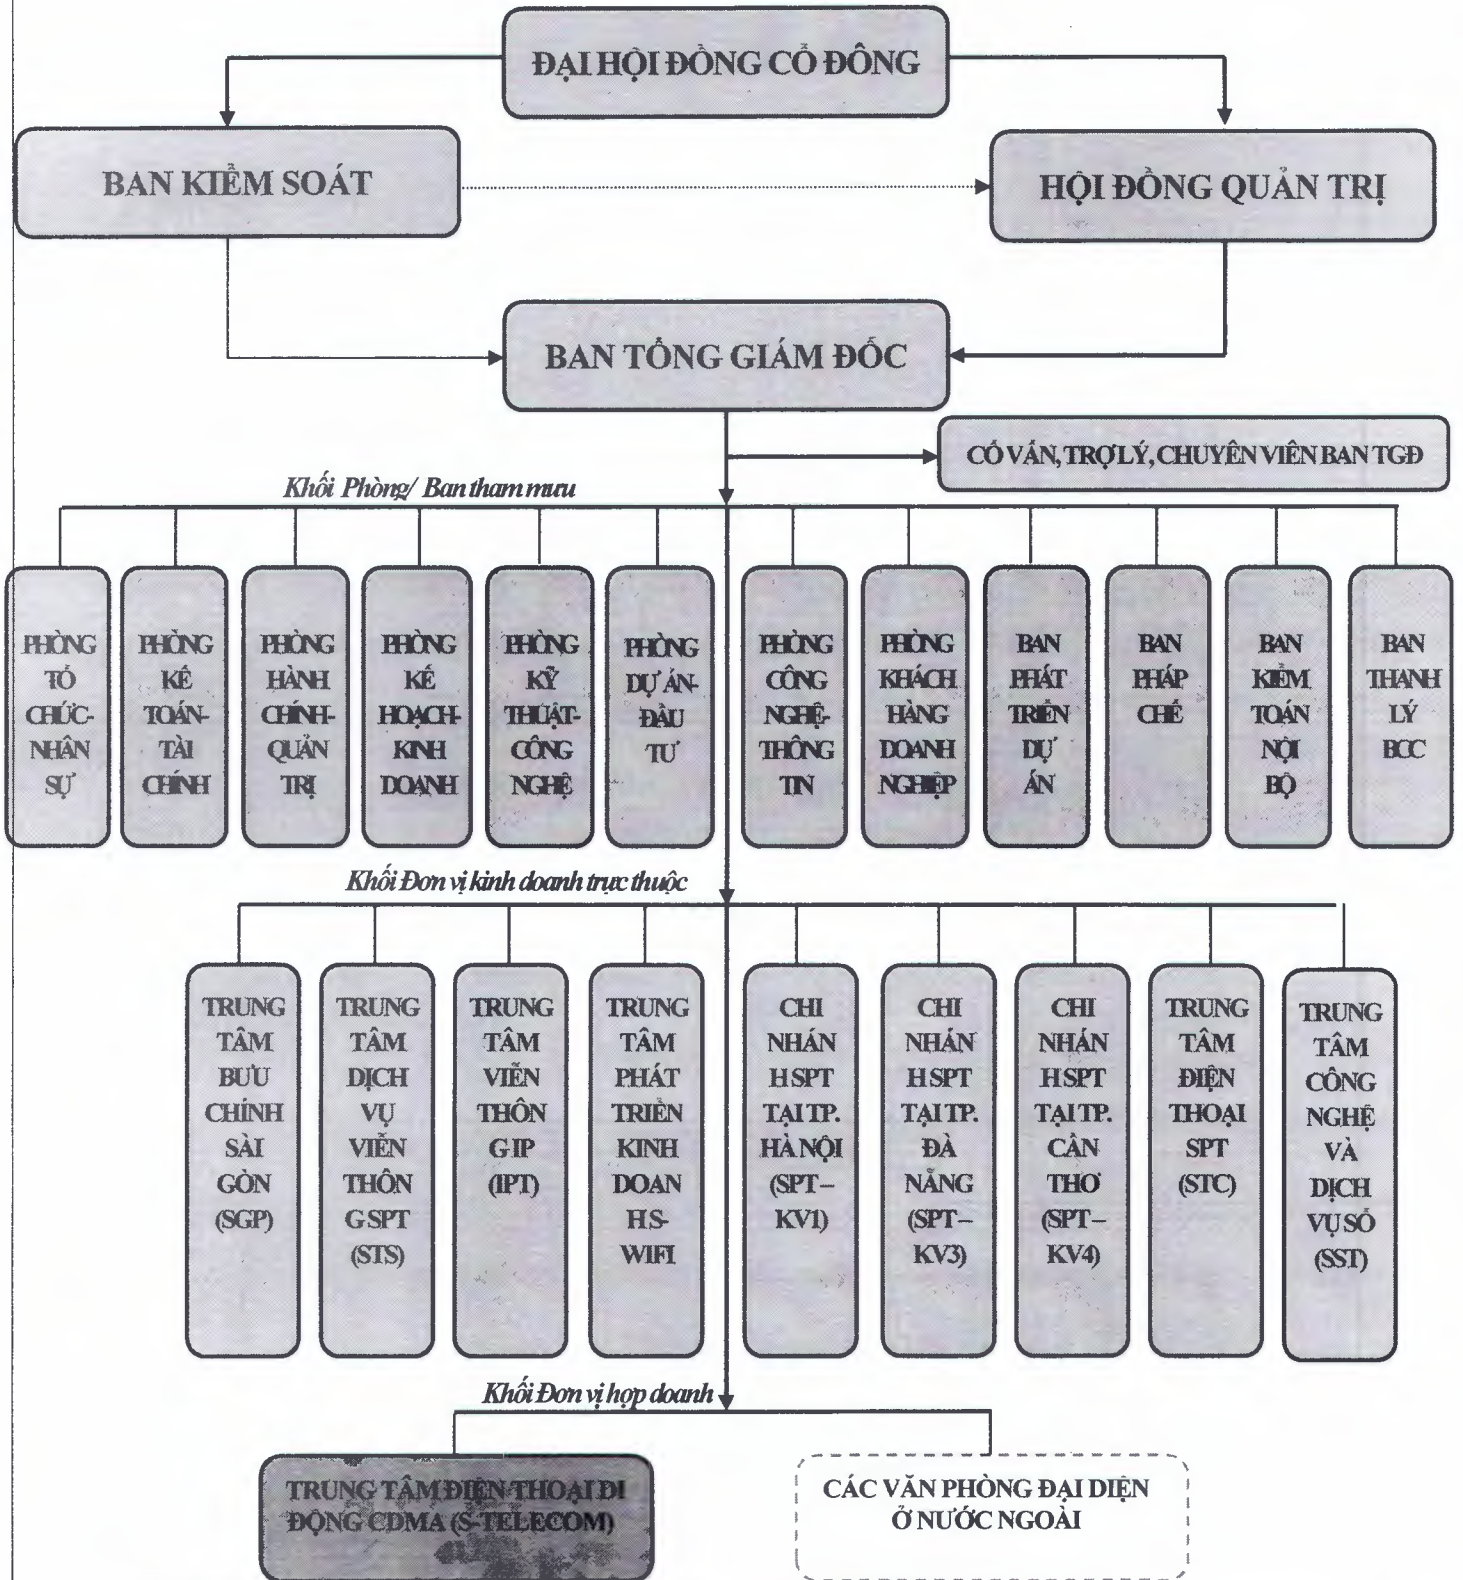 ĐẠI HỘI ĐỒNG CỔ ĐÔNG
BAN KIỂM SOÁT
HỘI ĐỒNG QUẢN TRỊ
BAN TỔNG GIÁM ĐỐC
CỐ VẤN, TRỢ LÝ, CHUYÊN VIÊN BAN TGĐ
Khối Phòng/ Ban tham mưu
PHÒNG
TỔ
CHỨC-
NHÂN
SỰ
PHÒNG
KẾ
TOÁN-
TÀI
CHÍNH
PHÒNG
HÀNH
CHÍNH-
QUẢN
TRỊ
PHÒNG
KẾ
HOẠCH-
KINH
DOANH
PHÒNG
KỸ
THUẬT-
CÔNG
NGHỆ
PHÒNG
DỰ ÁN-
ĐẦU
TƯ
PHÒNG
CÔNG
NGHỆ-
THÔNG
TIN
PHÒNG
KHÁCH
HÀNG
DOANH
NGHIỆP
BAN
PHÁT
TRIỂN
DỰ
ÁN
BAN
PHÁP
CHẾ
BAN
KIỂM
TOÁN
NỘI
BỘ
BAN
THANH
LÝ
BCC
Khối Đơn vị kinh doanh trực thuộc
TRUNG
TÂM
BƯU
CHÍNH
SÀI
GÒN
(SGP)
TRUNG
TÂM
DỊCH
VỤ
VIỄN
THÔN
G SPT
(STS)
TRUNG
TÂM
VIỄN
THÔN
G IP
(IPT)
TRUNG
TÂM
PHÁT
TRIỂN
KINH
DOAN
H S-
WIFI
CHI
NHÁN
H SPT
TẠI TP.
HÀ NỘI
(SPT–
KV1)
CHI
NHÁN
H SPT
TẠI TP.
ĐÀ
NẴNG
(SPT–
KV3)
CHI
NHÁN
H SPT
TẠI TP.
CẦN
THƠ
(SPT–
KV4)
TRUNG
TÂM
ĐIỆN
THOẠI
SPT
(STC)
TRUNG
TÂM
CÔNG
NGHỆ
VÀ
DỊCH
VỤ SỐ
(SST)
Khối Đơn vị hợp doanh
TRUNG TÂM ĐIỆN THOẠI DI
ĐỘNG CDMA (S-TELECOM)
CÁC VĂN PHÒNG ĐẠI DIỆN
Ở NƯỚC NGOÀI